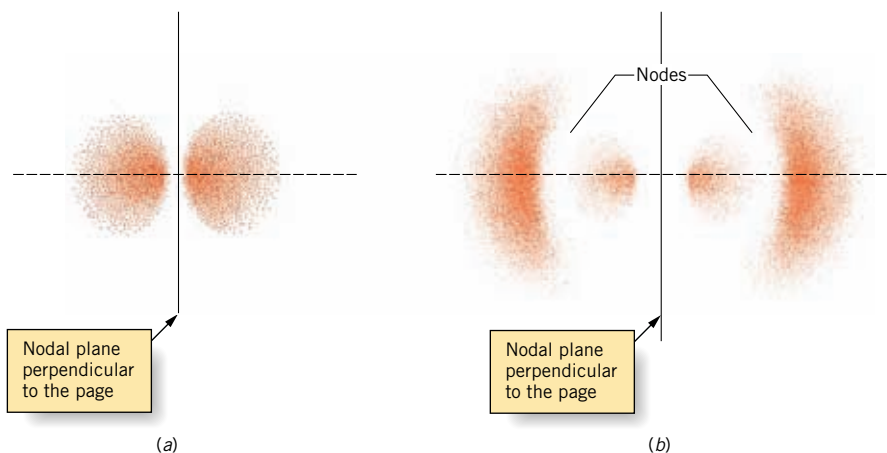 Nodes
Nodal plane
perpendicular
to the page
Nodal plane
perpendicular
to the page
(a)
(b)